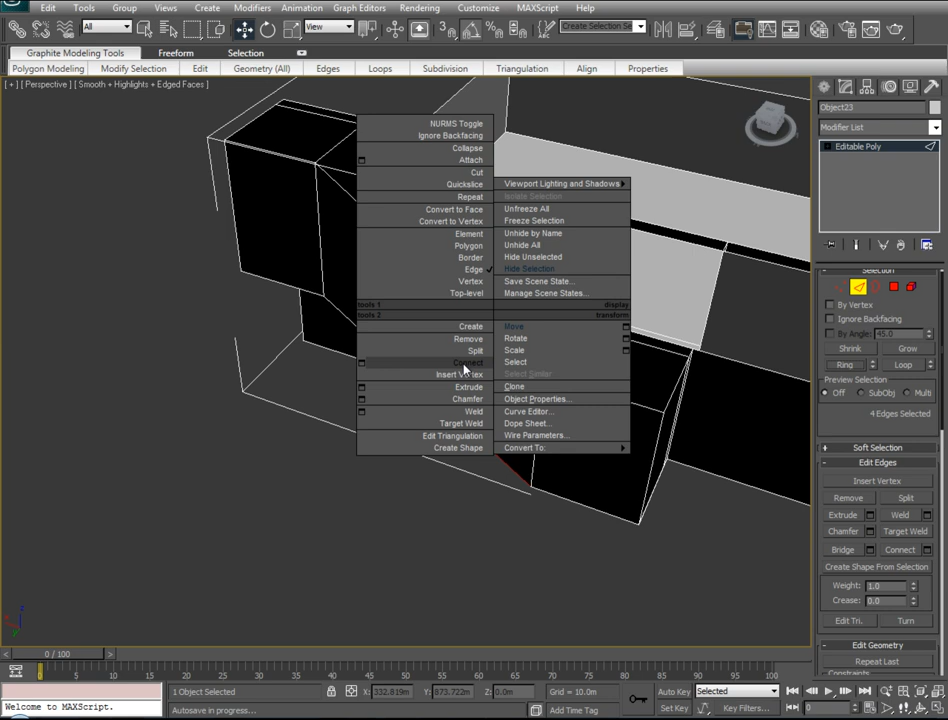 Edit Tools Group Views Create Modifiers Animation Graph Editors Rendering Customize MAXScript Help
All View Create Selection Se
Graphite Modeling Tools Freeform Selection
Polygon Modeling Modify Selection Edit Geometry (All) Edges Loops Subdivision Triangulation Align Properties
[ + ] [ Perspective ] [ Smooth + Highlights + Edged Faces ]
NURMS Toggle
Ignore Backfacing
Collapse
Attach
Cut
Quickslice
Repeat
Convert to Face
Convert to Vertex
Element
Polygon
Border
Edge
Vertex
Top-level
tools 1
tools 2
Create
Remove
Split
Connect
Insert Vertex
Extrude
Chamfer
Weld
Target Weld
Edit Triangulation
Create Shape
Viewport Lighting and Shadows
Isolate Selection
Unfreeze All
Freeze Selection
Unhide by Name
Unhide All
Hide Unselected
Hide Selection
Save Scene State...
Manage Scene States...
display
transform
Move
Rotate
Scale
Select
Select Similar
Clone
Object Properties...
Curve Editor...
Dope Sheet...
Wire Parameters...
Convert To:
Object23
Modifier List
Editable Poly
Selection
By Vertex
Ignore Backfacing
By Angle: 45.0
Shrink Grow
Ring Loop
Preview Selection
Off SubObj Multi
4 Edges Selected
+ Soft Selection
- Edit Edges
Insert Vertex
Remove Split
Extrude Weld
Chamfer Target Weld
Bridge Connect
Create Shape From Selection
Weight: 1.0
Crease: 0.0
Edit Tri. Turn
- Edit Geometry
Repeat Last
Constraints
z
< 0 / 100 >
0 5 10 15 20 25 30 35 40 45 50 55 60 65 70 75 80 85 90 95 100
1 Object Selected X: 332.819m Y: 873.722m Z: 0.0m Grid = 10.0m Auto Key Selected
Welcome to MAXScript. Autosave in progress... Add Time Tag Set Key Key Filters... 0